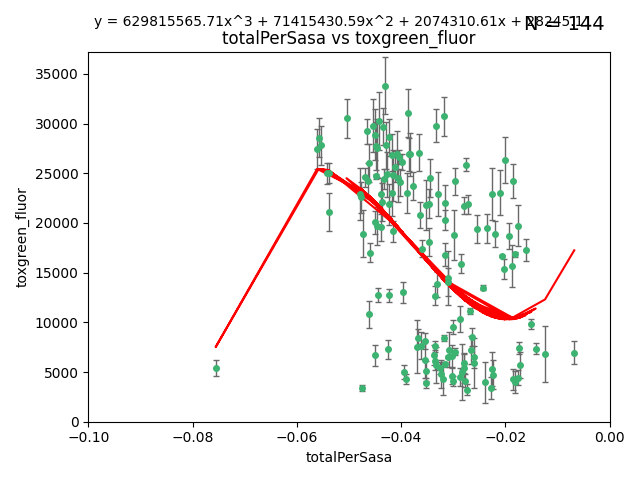 y = 629815565.71x^3 + 71415430.59x^2 + 2074310.61x +
N = 144
totalPerSasa vs toxgreen_fluor
toxgreen_fluor
35000
30000
25000
20000
15000
10000
5000
0
−0.10 −0.08 −0.06 −0.04 −0.02 0.00
totalPerSasa